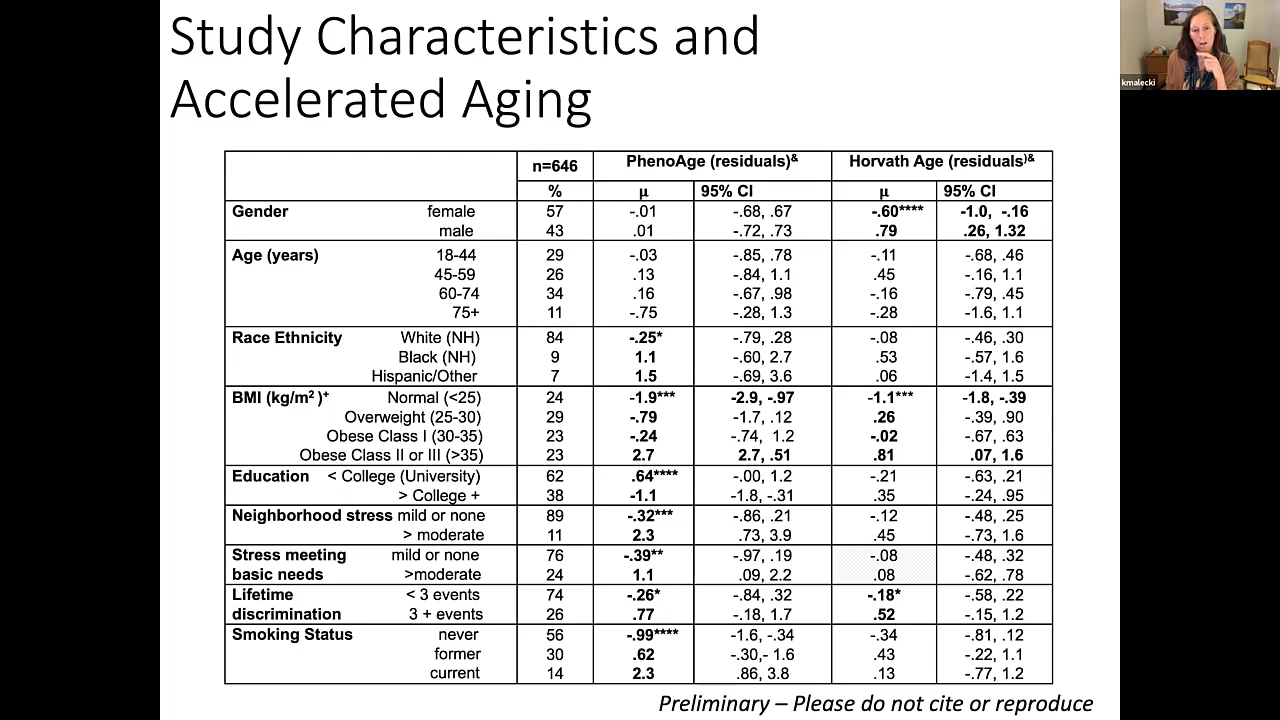 Study Characteristics and
Accelerated Aging
kmalecki
n=646 PhenoAge (residuals)& Horvath Age (residuals)&
% μ 95% CI μ 95% CI
Gender female 57 -.01 -.68, .67 -.60**** -1.0, -.16
male 43 .01 -.72, .73 .79 .26, 1.32
Age (years) 18-44 29 -.03 -.85, .78 -.11 -.68, .46
45-59 26 .13 -.84, 1.1 .45 -.16, 1.1
60-74 34 .16 -.67, .98 -.16 -.79, .45
75+ 11 -.75 -.28, 1.3 -.28 -1.6, 1.1
Race Ethnicity White (NH) 84 -.25* -.79, .28 -.08 -.46, .30
Black (NH) 9 1.1 -.60, 2.7 .53 -.57, 1.6
Hispanic/Other 7 1.5 -.69, 3.6 .06 -1.4, 1.5
BMI (kg/m²)⁺ Normal (<25) 24 -1.9*** -2.9, -.97 -1.1*** -1.8, -.39
Overweight (25-30) 29 -.79 -1.7, .12 .26 -.39, .90
Obese Class I (30-35) 23 -.24 -.74, 1.2 -.02 -.67, .63
Obese Class II or III (>35) 23 2.7 2.7, .51 .81 .07, 1.6
Education < College (University) 62 .64**** -.00, 1.2 -.21 -.63, .21
> College + 38 -1.1 -1.8, -.31 .35 -.24, .95
Neighborhood stress mild or none 89 -.32*** -.86, .21 -.12 -.48, .25
> moderate 11 2.3 .73, 3.9 .45 -.73, 1.6
Stress meeting mild or none 76 -.39** -.97, .19 -.08 -.48, .32
basic needs >moderate 24 1.1 .09, 2.2 .08 -.62, .78
Lifetime < 3 events 74 -.26* -.84, .32 -.18* -.58, .22
discrimination 3 + events 26 .77 -.18, 1.7 .52 -.15, 1.2
Smoking Status never 56 -.99**** -1.6, -.34 -.34 -.81, .12
former 30 .62 -.30,- 1.6 .43 -.22, 1.1
current 14 2.3 .86, 3.8 .13 -.77, 1.2
Preliminary – Please do not cite or reproduce